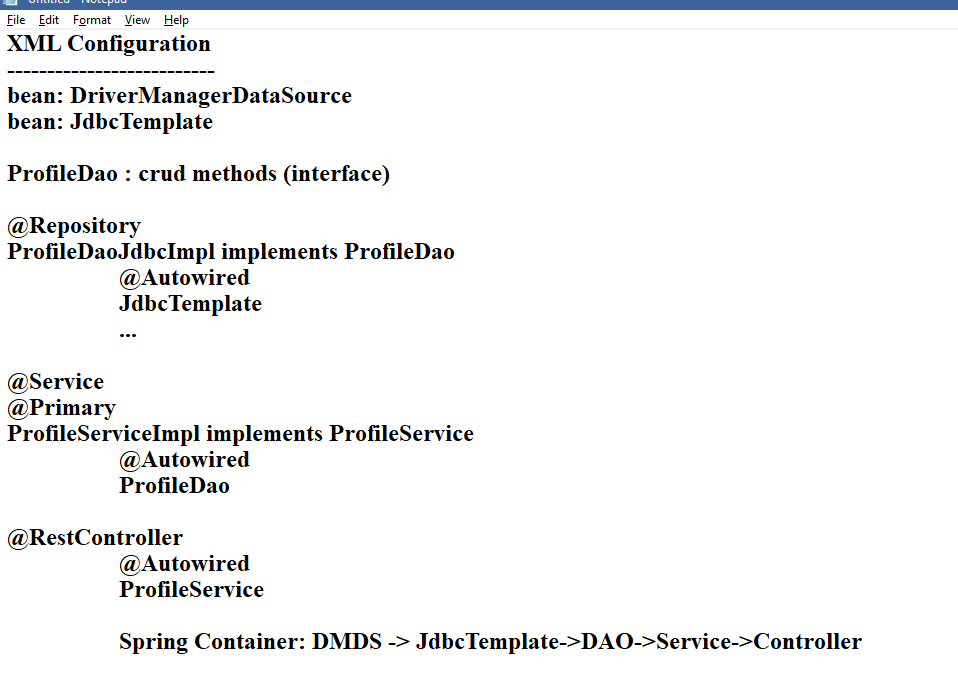 Untitled - Notepad
File Edit Format View Help
XML Configuration
--------------------------
bean: DriverManagerDataSource
bean: JdbcTemplate
ProfileDao : crud methods (interface)
@Repository
ProfileDaoJdbcImpl implements ProfileDao
@Autowired
JdbcTemplate
...
@Service
@Primary
ProfileServiceImpl implements ProfileService
@Autowired
ProfileDao
@RestController
@Autowired
ProfileService
Spring Container: DMDS -> JdbcTemplate->DAO->Service->Controller